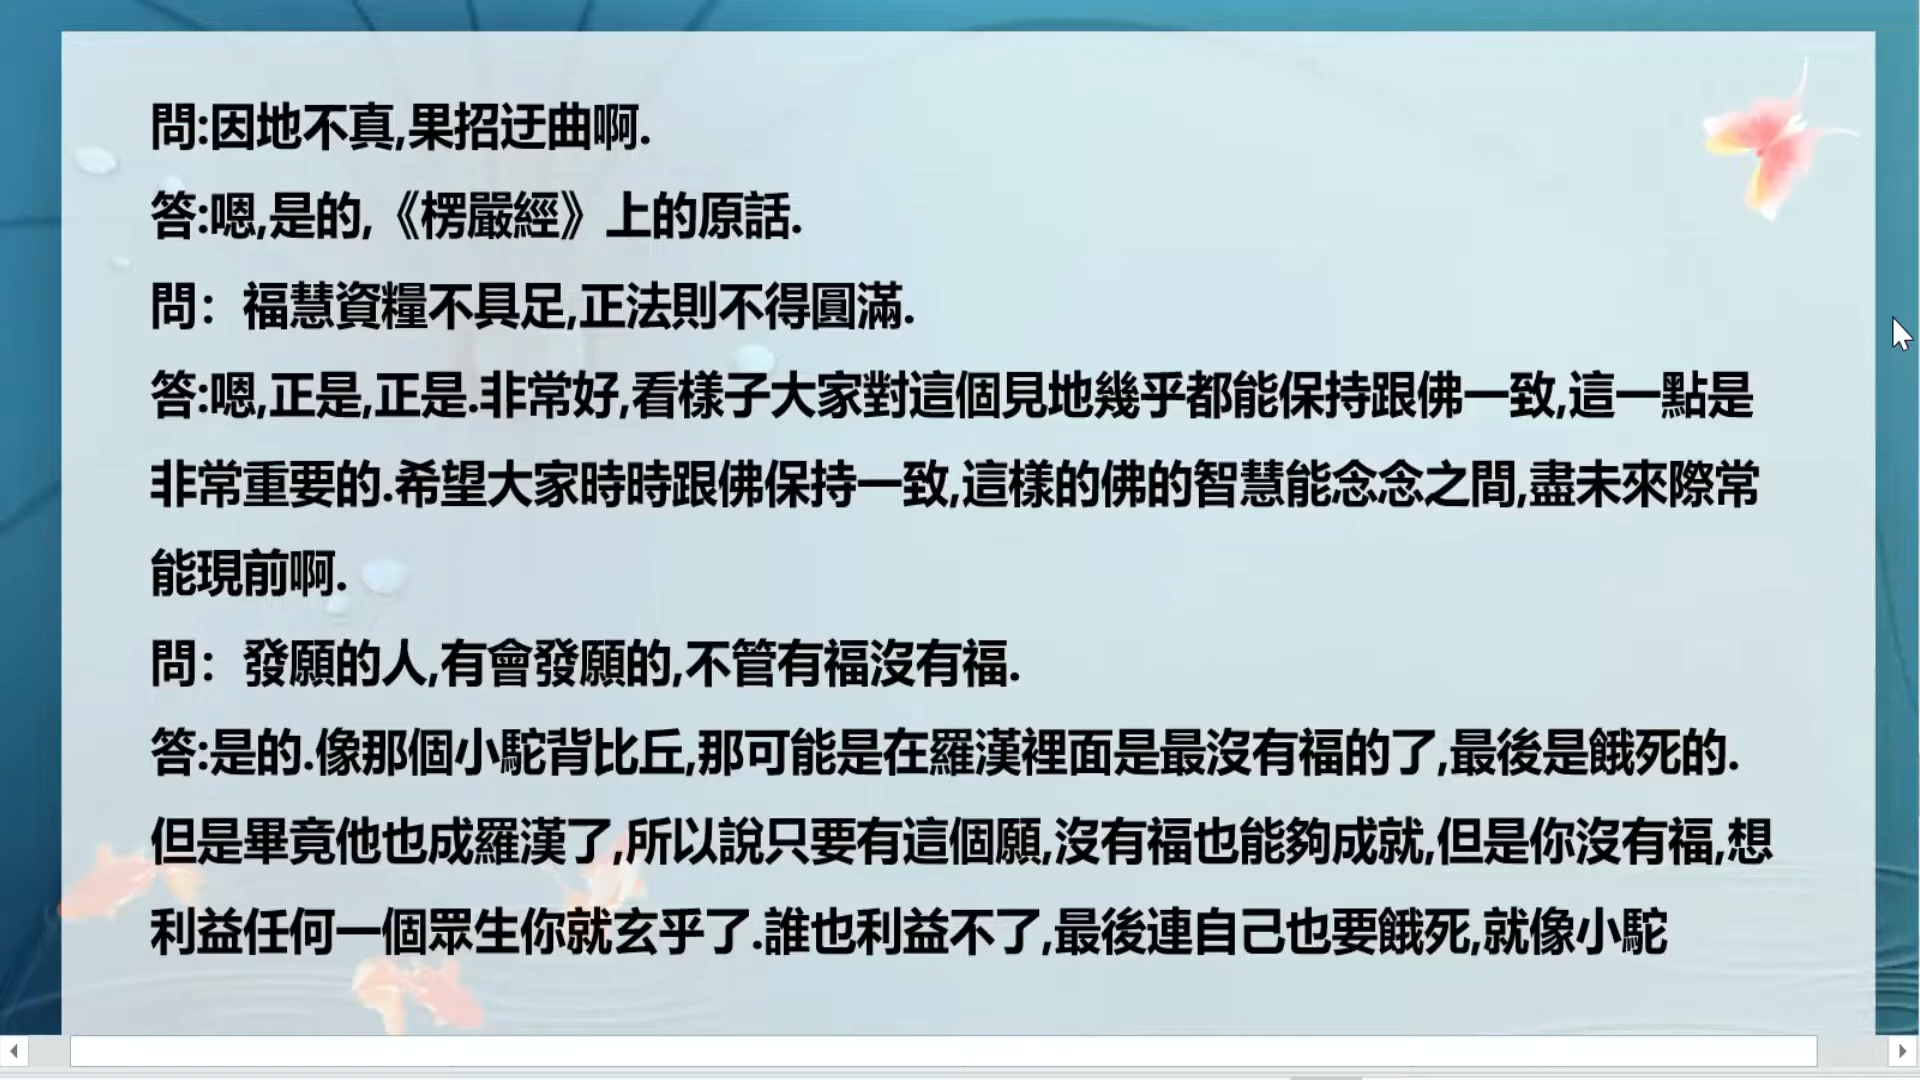 問:因地不真,果招迂曲啊.
答:嗯,是的,《楞嚴經》上的原話.
問：福慧資糧不具足,正法則不得圓滿.
答:嗯,正是,正是.非常好,看樣子大家對這個見地幾乎都能保持跟佛一致,這一點是
非常重要的.希望大家時時跟佛保持一致,這樣的佛的智慧能念念之間,盡未來際常
能現前啊.
問：發願的人,有會發願的,不管有福沒有福.
答:是的.像那個小駝背比丘,那可能是在羅漢裡面是最沒有福的了,最後是餓死的.
但是畢竟他也成羅漢了,所以說只要有這個願,沒有福也能夠成就,但是你沒有福,想
利益任何一個眾生你就玄乎了.誰也利益不了,最後連自己也要餓死,就像小駝